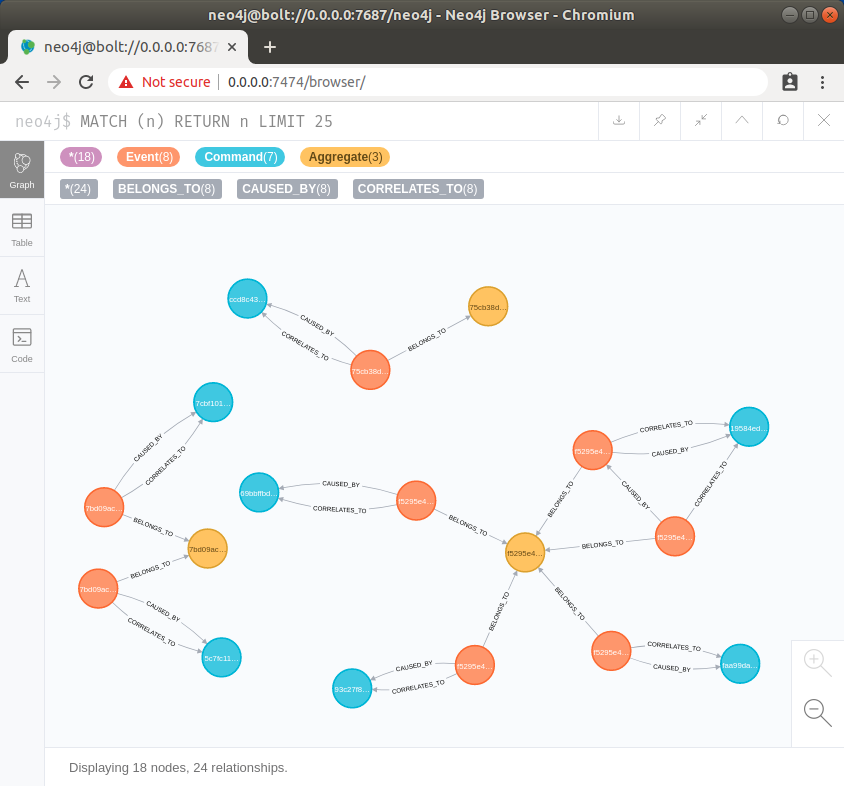 neo4j@bolt://0.0.0.0:7687/neo4j - Neo4j Browser - Chromium
neo4j@bolt://0.0.0.0:7687
Not secure | 0.0.0.0:7474/browser/
neo4j$ MATCH (n) RETURN n LIMIT 25
Graph
Table
Text
Code
*(18) Event(8) Command(7) Aggregate(3)
*(24) BELONGS_TO(8) CAUSED_BY(8) CORRELATES_TO(8)
ccd8c43...
CAUSED_BY
CORRELATES_TO
75cb38d...
BELONGS_TO
75cb38d...
7cbf101...
CAUSED_BY
CORRELATES_TO
7bd09ac...
BELONGS_TO
7bd09ac...
BELONGS_TO
7bd09ac...
CAUSED_BY
CORRELATES_TO
5c7fc11...
69bbffbd...
CAUSED_BY
CORRELATES_TO
f5295e4...
BELONGS_TO
f5295e4...
CORRELATES_TO
CAUSED_BY
19584ed...
BELONGS_TO
CAUSED_BY
CORRELATES_TO
f5295e4...
BELONGS_TO
f5295e4...
BELONGS_TO
BELONGS_TO
f5295e4...
CORRELATES_TO
CAUSED_BY
faa99da...
f5295e4...
CAUSED_BY
CORRELATES_TO
93c27f8...
Displaying 18 nodes, 24 relationships.